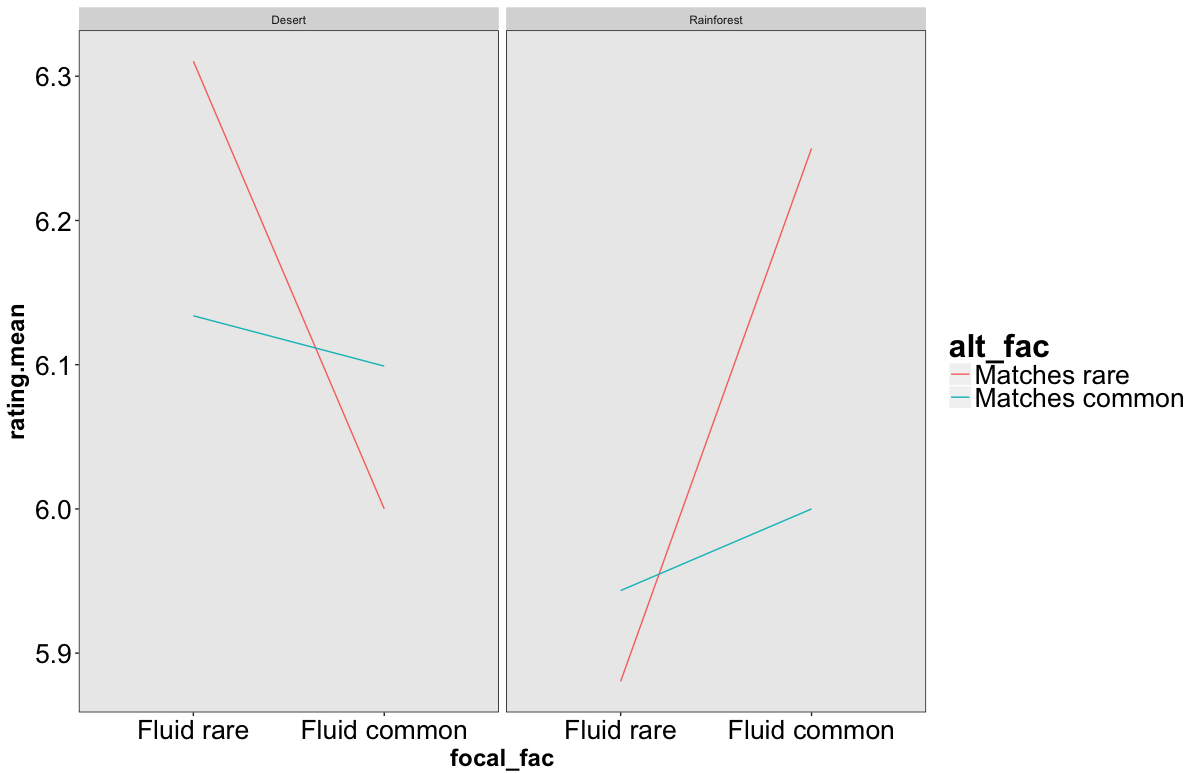 Desert
Rainforest
6.3
6.2
6.1
6.0
5.9
rating.mean
Fluid rare
Fluid common
Fluid rare
Fluid common
focal_fac
alt_fac
Matches rare
Matches common